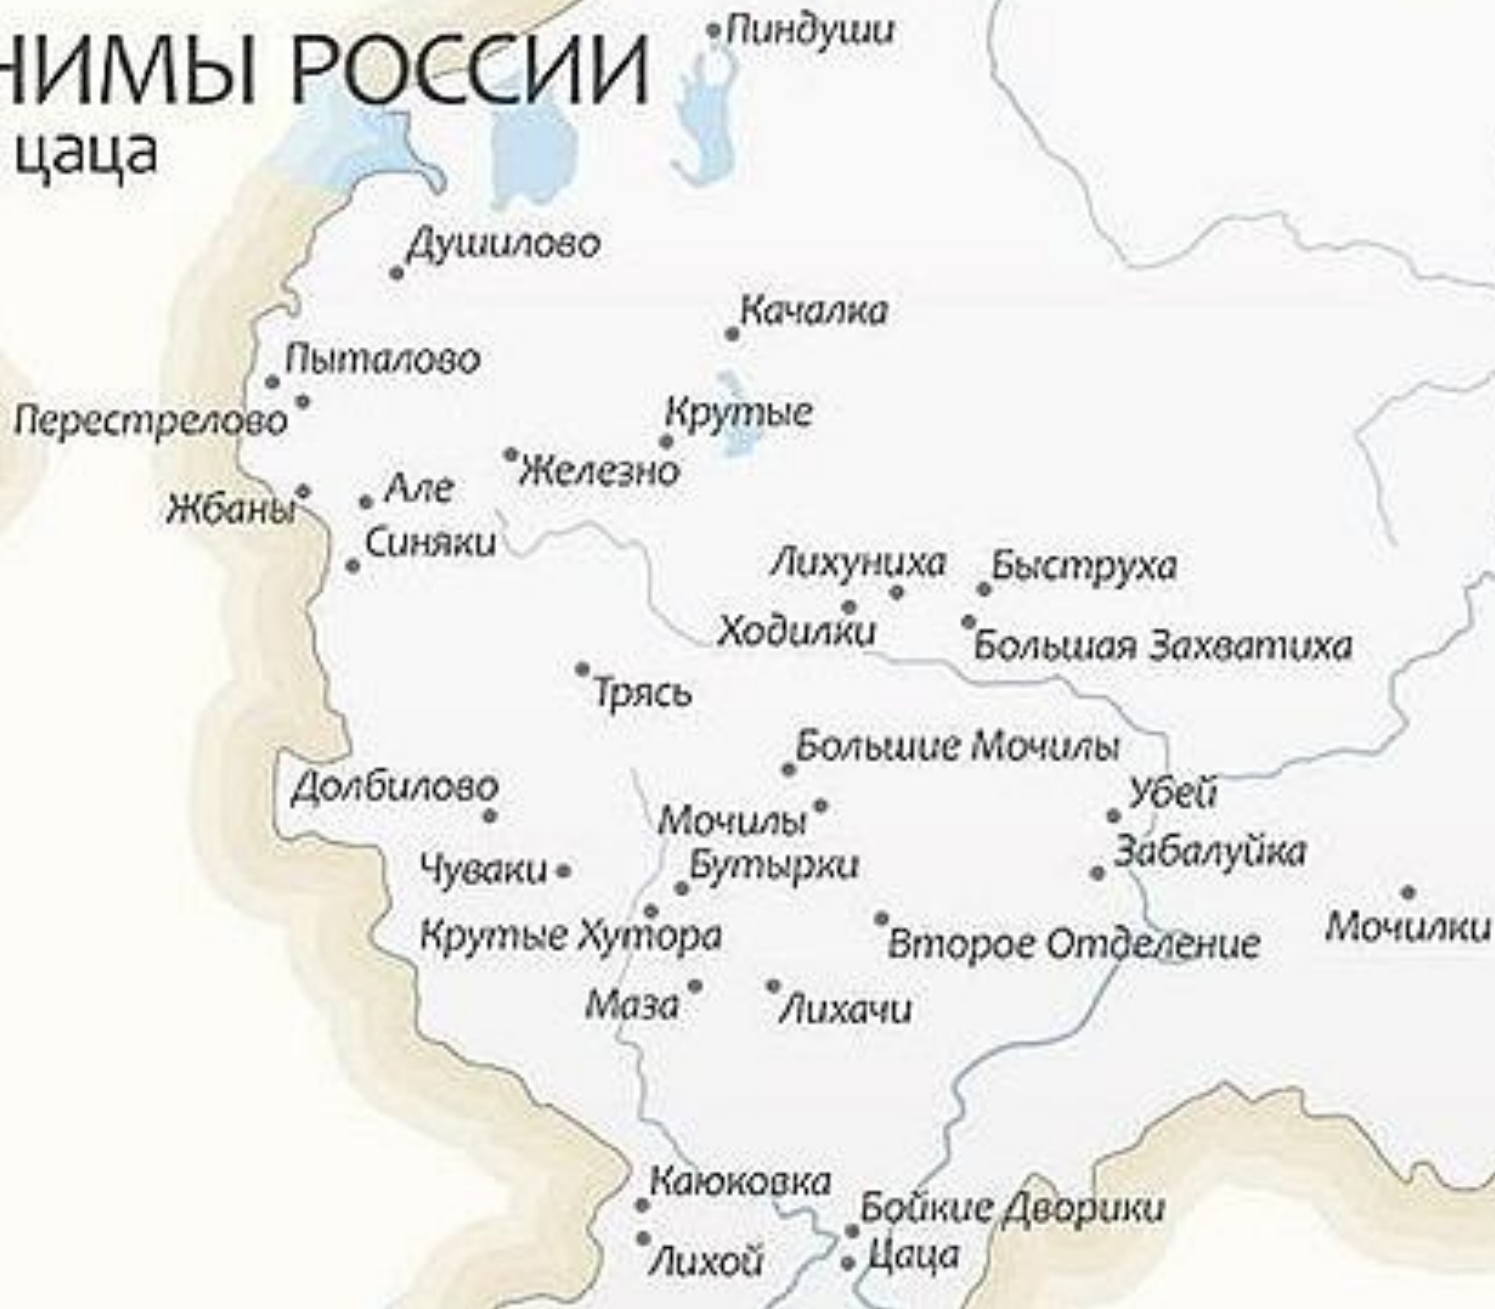 НИМЫ РОССИИ
цаца
Пиндуши
Душилово
Качалка
Пыталово
Перестрелово
Крутые
Железно
Але
Жбаны
Синяки
Лихуниха
Быструха
Ходилки
Большая Захватиха
Трясь
Большие Мочилы
Долбилово
Убей
Мочилы
Забалуйка
Бутырки
Чуваки
Мочилки
Крутые Хутора
Второе Отделение
Маза
Лихачи
Каюковка
Бойкие Дворики
Лихой
Цаца